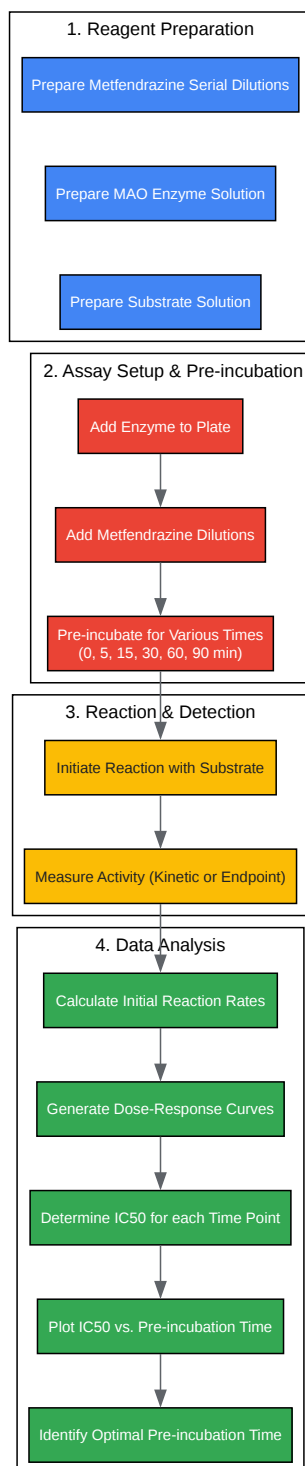 1. Reagent Preparation
Prepare Metfendrazine Serial Dilutions
Prepare MAO Enzyme Solution
Prepare Substrate Solution
2. Assay Setup & Pre-incubation
Add Enzyme to Plate
Add Metfendrazine Dilutions
Pre-incubate for Various Times
(0, 5, 15, 30, 60, 90 min)
3. Reaction & Detection
Initiate Reaction with Substrate
Measure Activity (Kinetic or Endpoint)
4. Data Analysis
Calculate Initial Reaction Rates
Generate Dose-Response Curves
Determine IC50 for each Time Point
Plot IC50 vs. Pre-incubation Time
Identify Optimal Pre-incubation Time